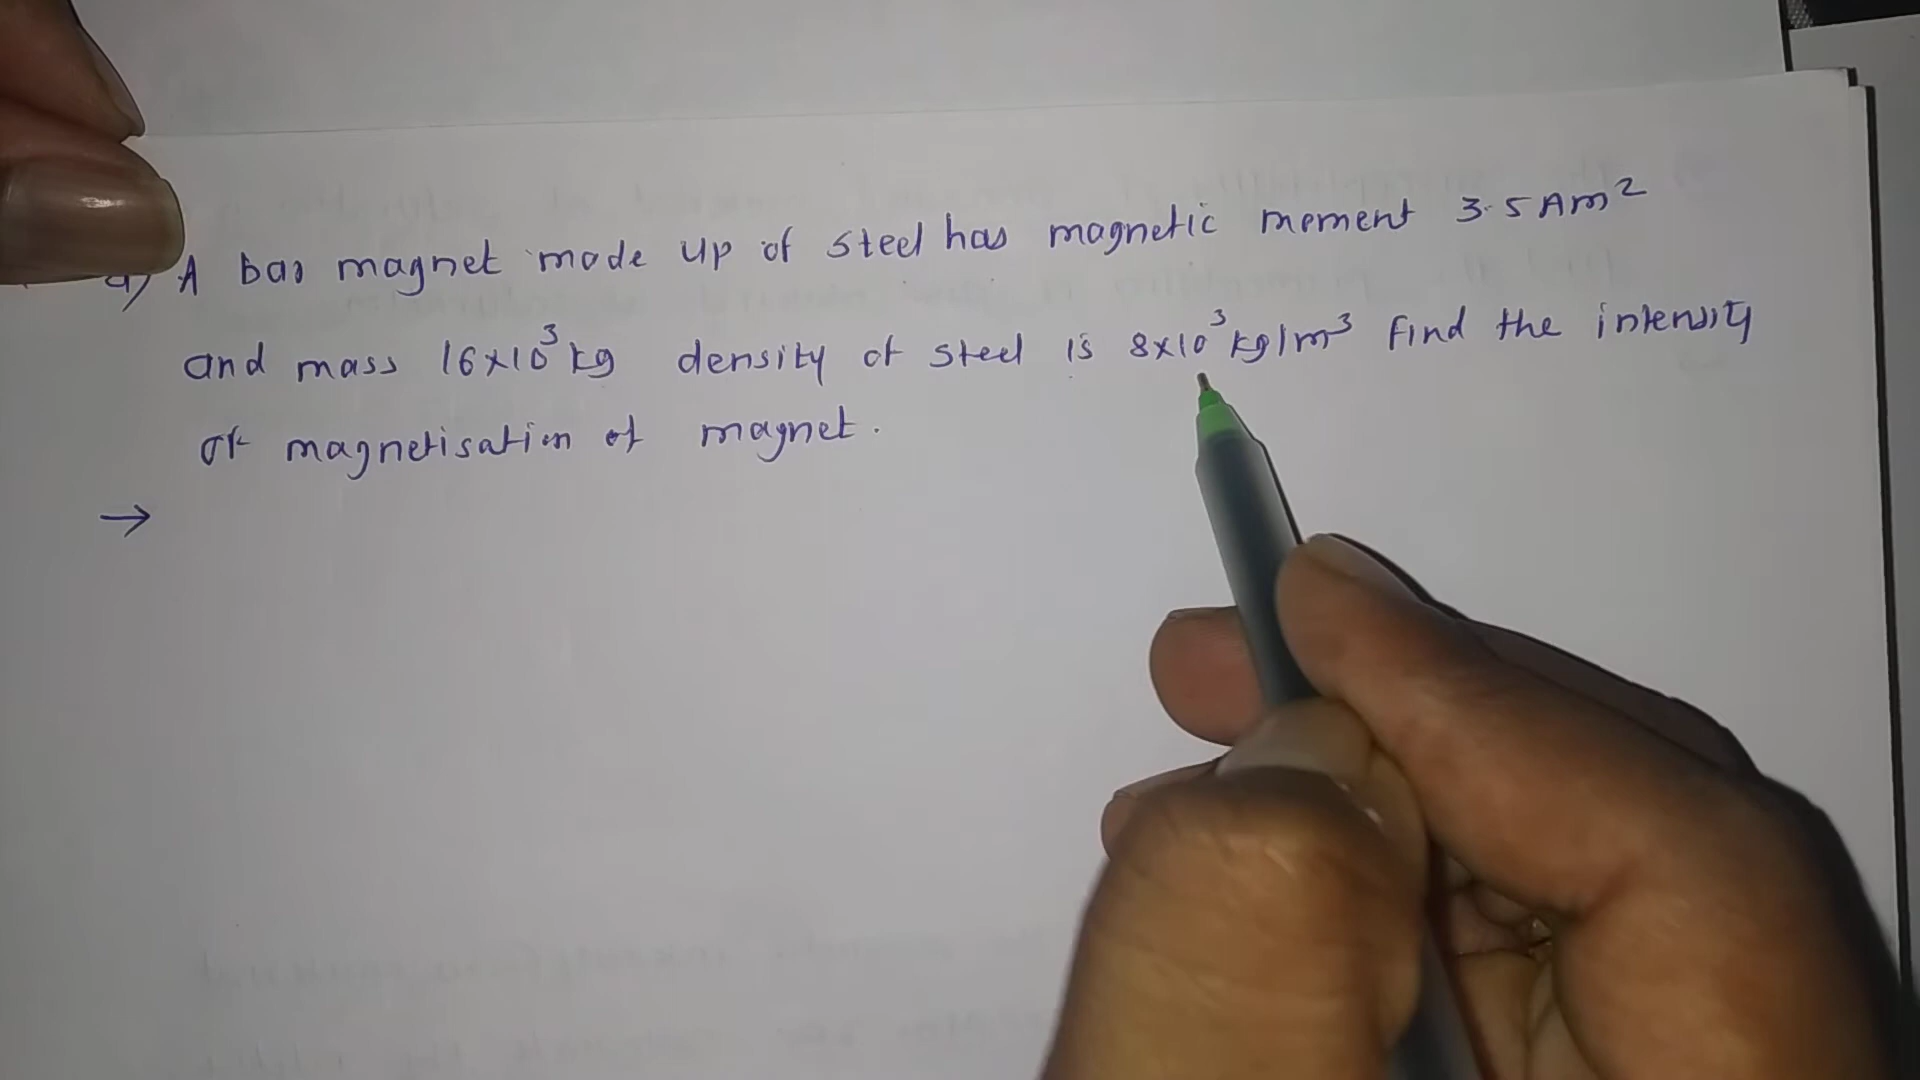 A bar magnet made up of steel has magnetic moment 3.5 Am²
and mass 16×10³ kg density of steel is 8×10³ kg/m³ find the intensity
of magnetisation of magnet.
→